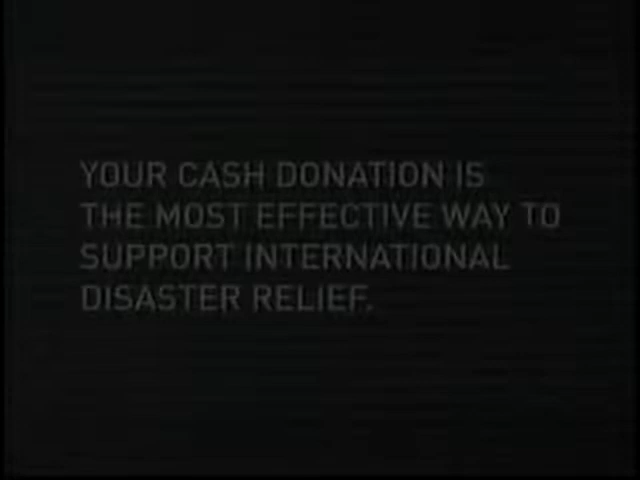 YOUR CASH DONATION IS
THE MOST EFFECTIVE WAY TO
SUPPORT INTERNATIONAL
DISASTER RELIEF.